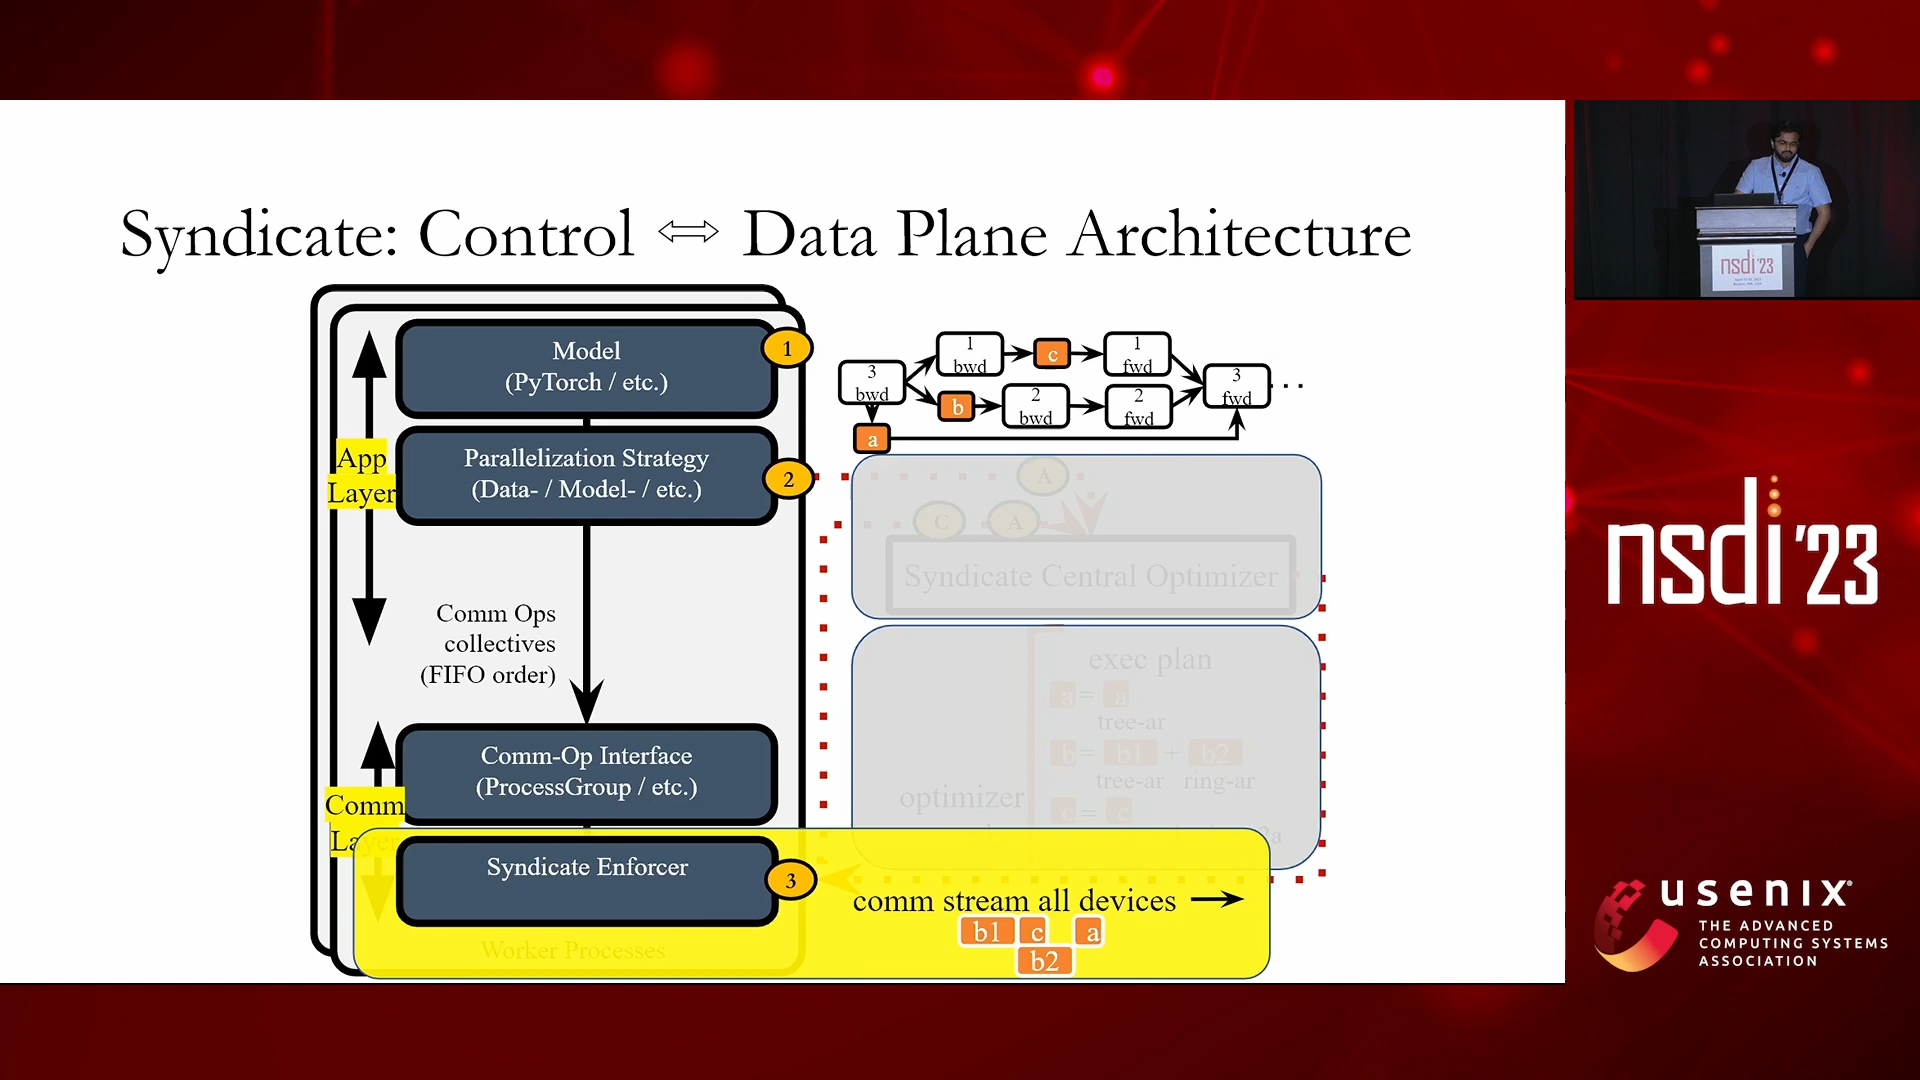 Syndicate: Control ⇔ Data Plane Architecture
Model
(PyTorch / etc.)
1
Parallelization Strategy
(Data- / Model- / etc.)
2
App
Layer
Comm Ops
collectives
(FIFO order)
Comm-Op Interface
(ProcessGroup / etc.)
Comm
Layer
Syndicate Enforcer
3
Worker Processes
3
bwd
1
bwd
c
1
fwd
b
2
bwd
2
fwd
3
fwd
...
a
A
C
A
Syndicate Central Optimizer
exec plan
a = a
tree-ar
b = b1 + b2
tree-ar ring-ar
c = c
optimizer
comm stream all devices
b1 c a
b2
nsdi '23
nsdi '23
usenix
THE ADVANCED
COMPUTING SYSTEMS
ASSOCIATION